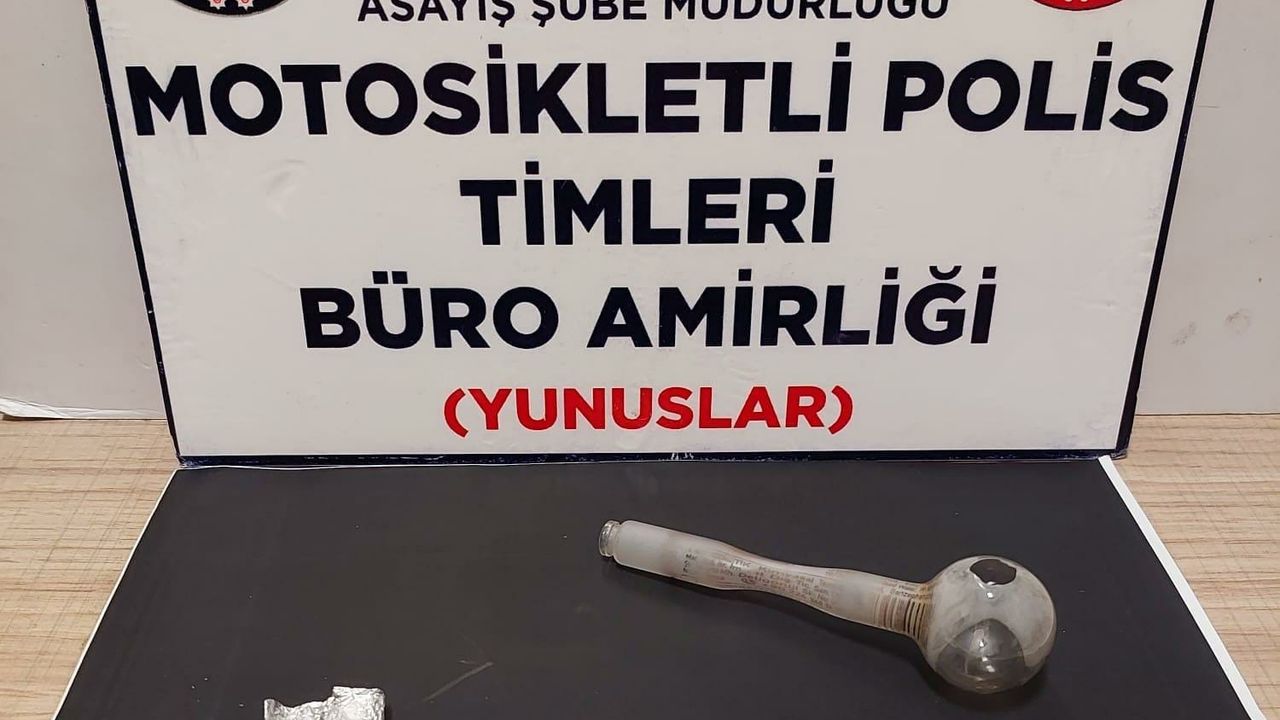 ASAYİŞ ŞUBE MÜDÜRLÜĞÜ
MOTOSİKLETLİ POLİS
TİMLERİ
BÜRO AMİRLİĞİ
(YUNUSLAR)